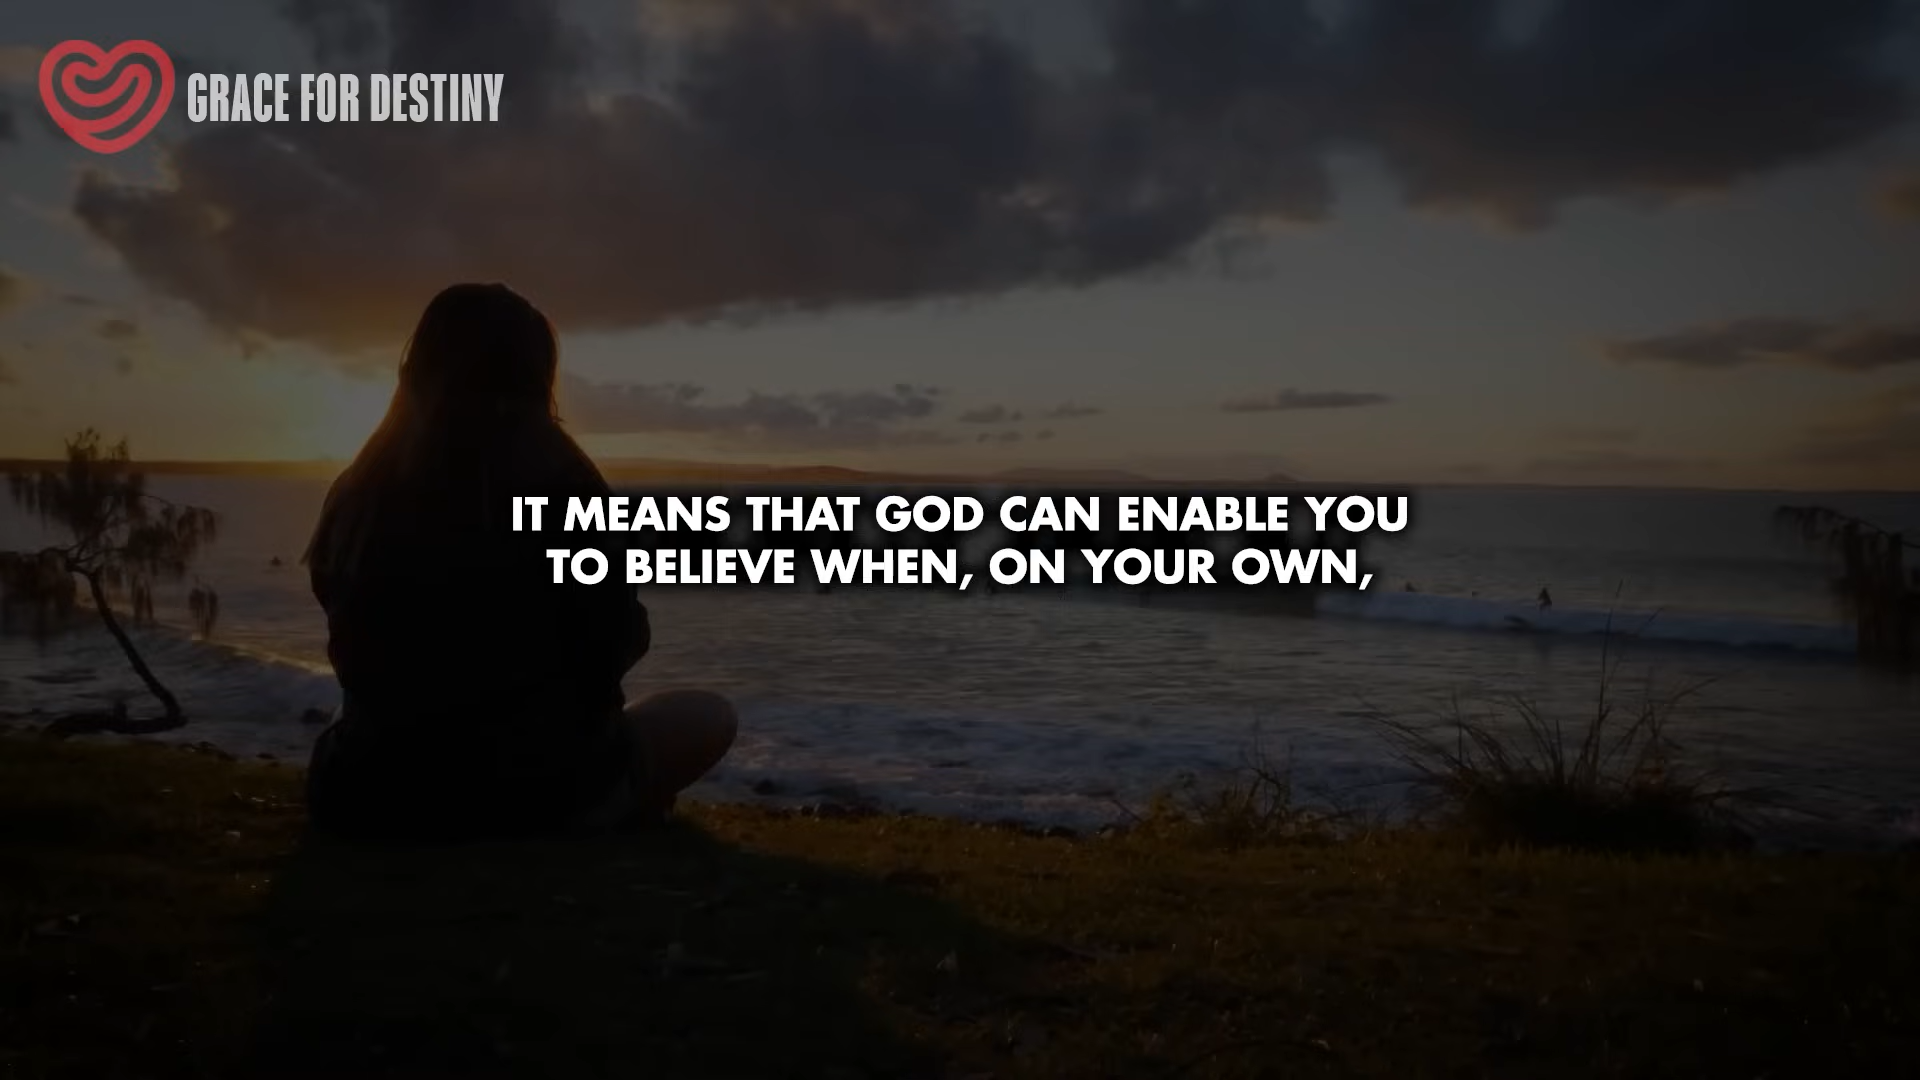 GRACE FOR DESTINY
IT MEANS THAT GOD CAN ENABLE YOU
TO BELIEVE WHEN, ON YOUR OWN,